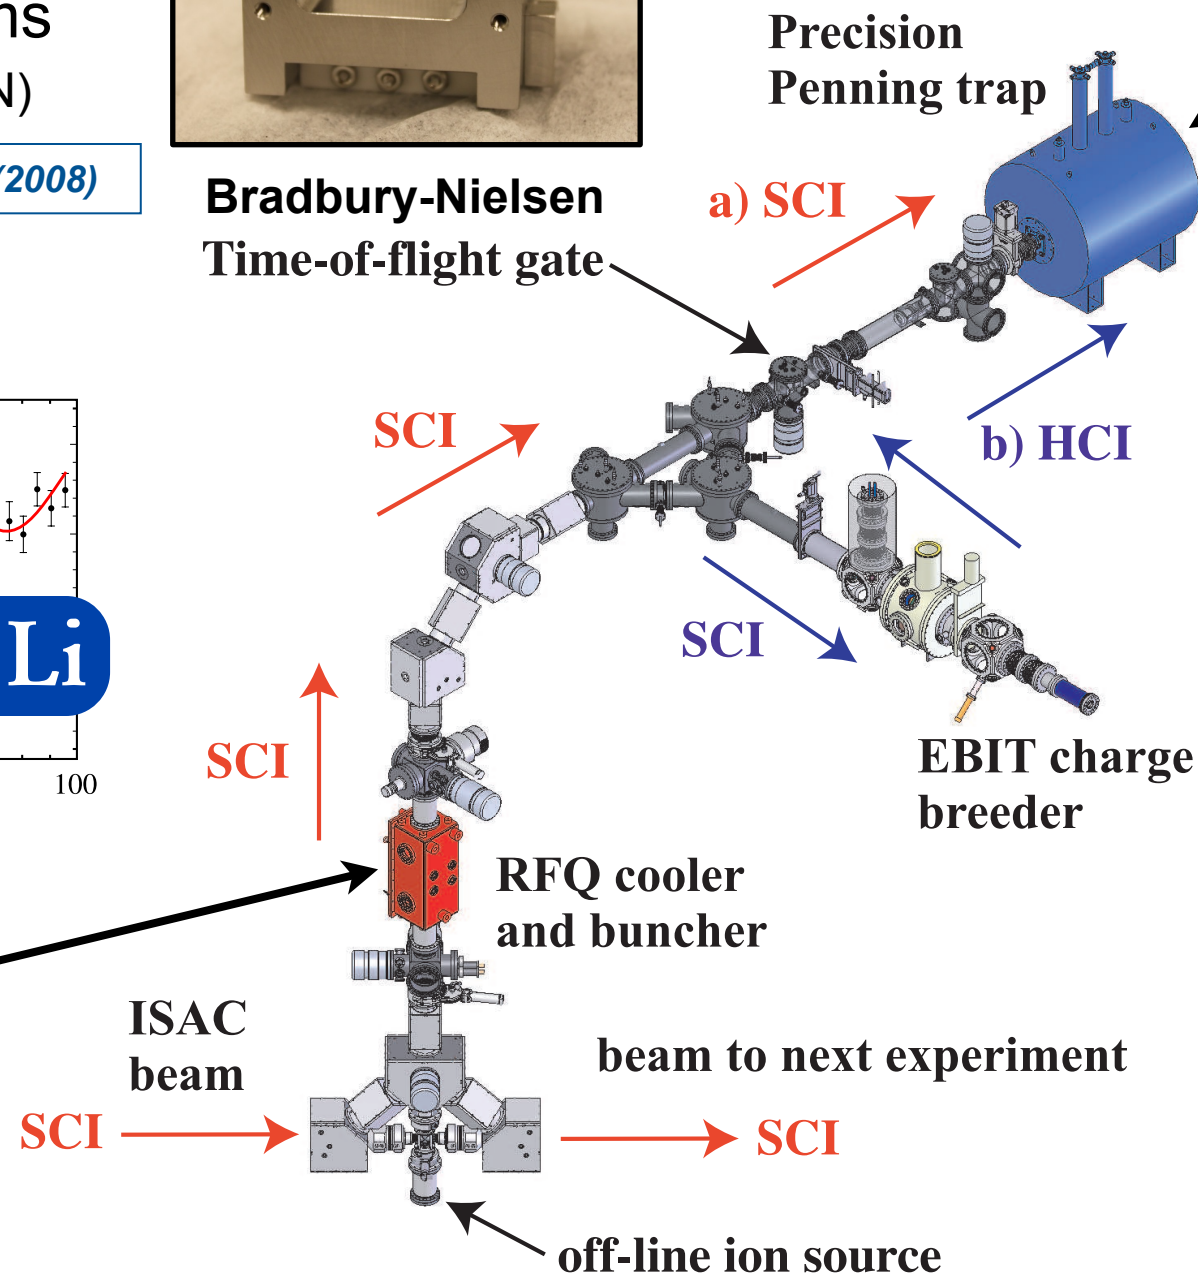 ns
N)
(2008)
Bradbury-Nielsen
Time-of-flight gate
Precision
Penning trap
a) SCI
SCI
b) HCI
SCI
Li
100
SCI
EBIT charge
breeder
RFQ cooler
and buncher
ISAC
beam
beam to next experiment
SCI
SCI
off-line ion source